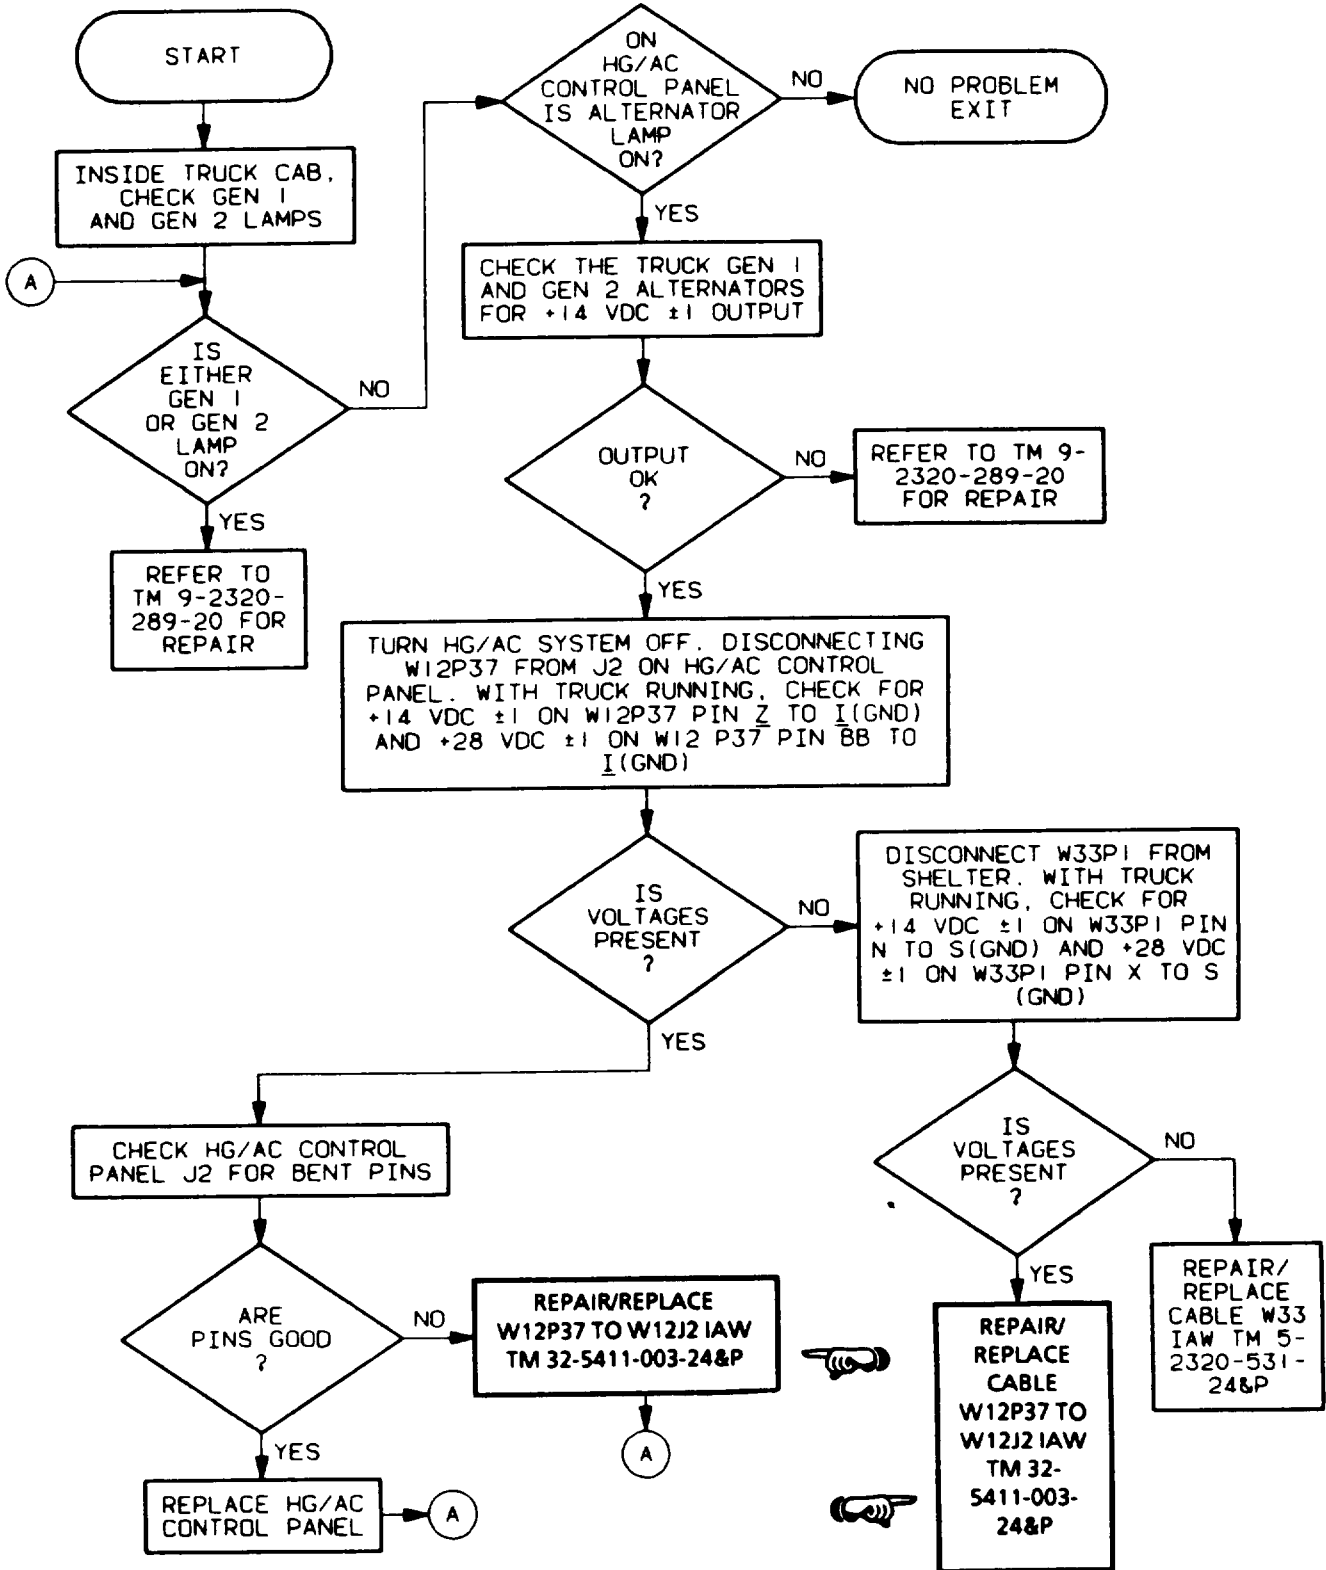 START
INSIDE TRUCK CAB,
CHECK GEN 1
AND GEN 2 LAMPS
A
IS
EITHER
GEN 1
OR GEN 2
LAMP
ON?
NO
YES
REFER TO
TM 9-2320-
289-20 FOR
REPAIR
ON
HG/AC
CONTROL PANEL
IS ALTERNATOR
LAMP
ON?
NO
NO PROBLEM
EXIT
YES
CHECK THE TRUCK GEN 1
AND GEN 2 ALTERNATORS
FOR +14 VDC ±1 OUTPUT
OUTPUT
OK
?
NO
REFER TO TM 9-
2320-289-20
FOR REPAIR
YES
TURN HG/AC SYSTEM OFF. DISCONNECTING
W12P37 FROM J2 ON HG/AC CONTROL
PANEL. WITH TRUCK RUNNING, CHECK FOR
+14 VDC ±1 ON W12P37 PIN Z TO I(GND)
AND +28 VDC ±1 ON W12 P37 PIN BB TO
I(GND)
IS
VOLTAGES
PRESENT
?
NO
DISCONNECT W33P1 FROM
SHELTER. WITH TRUCK
RUNNING, CHECK FOR
+14 VDC ±1 ON W33P1 PIN
N TO S(GND) AND +28 VDC
±1 ON W33P1 PIN X TO S
(GND)
YES
CHECK HG/AC CONTROL
PANEL J2 FOR BENT PINS
ARE
PINS GOOD
?
NO
REPAIR/REPLACE
W12P37 TO W12J2 IAW
TM 32-5411-003-24&P
A
YES
REPLACE HG/AC
CONTROL PANEL
A
IS
VOLTAGES
PRESENT
?
NO
REPAIR/
REPLACE
CABLE W33
IAW TM 5-
2320-531-
24&P
YES
REPAIR/
REPLACE
CABLE
W12P37 TO
W12J2 IAW
TM 32-
5411-003-
24&P